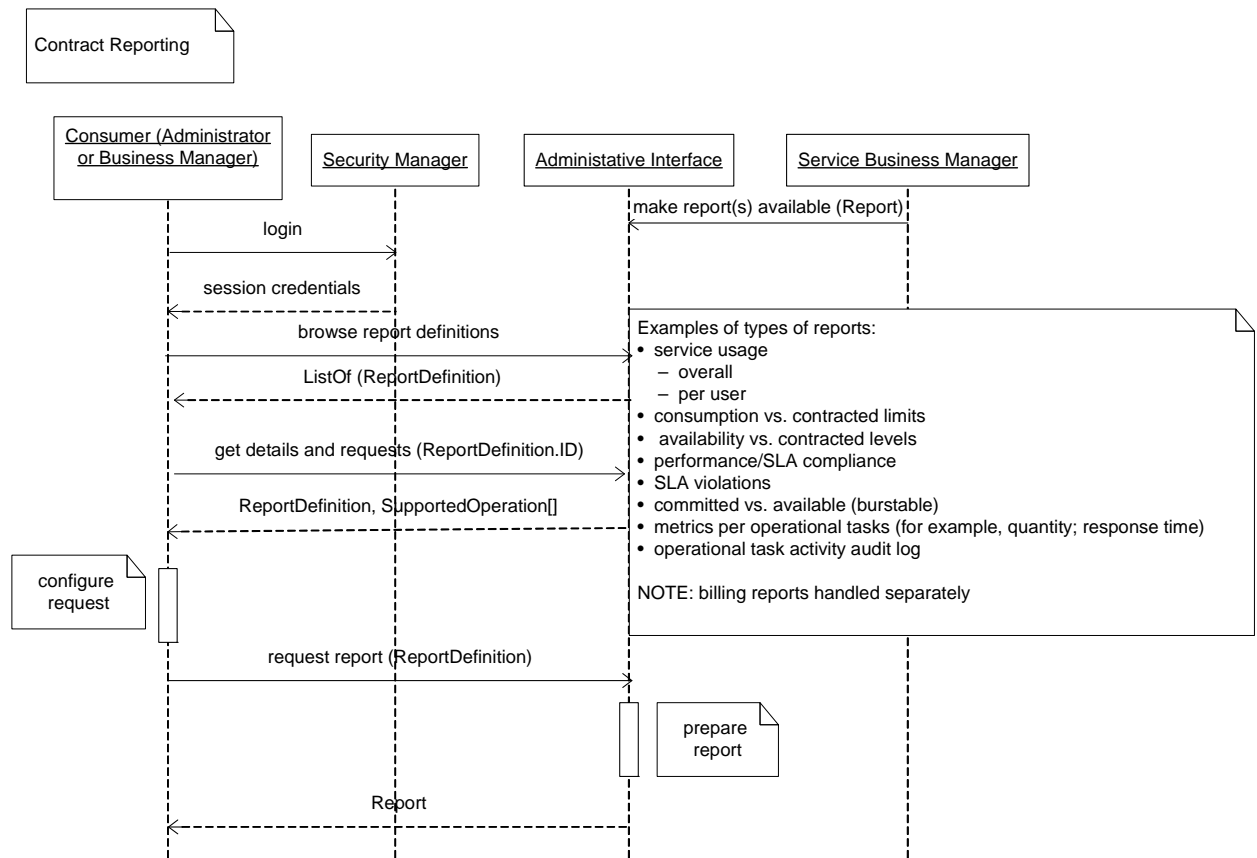 Contract Reporting
Consumer (Administrator
or Business Manager)
Security Manager
Administative Interface
Service Business Manager
make report(s) available (Report)
login
session credentials
browse report definitions
ListOf (ReportDefinition)
get details and requests (ReportDefinition.ID)
ReportDefinition, SupportedOperation[]
Examples of types of reports:
• service usage
– overall
– per user
• consumption vs. contracted limits
• availability vs. contracted levels
• performance/SLA compliance
• SLA violations
• committed vs. available (burstable)
• metrics per operational tasks (for example, quantity; response time)
• operational task activity audit log
NOTE: billing reports handled separately
configure
request
request report (ReportDefinition)
prepare
report
Report